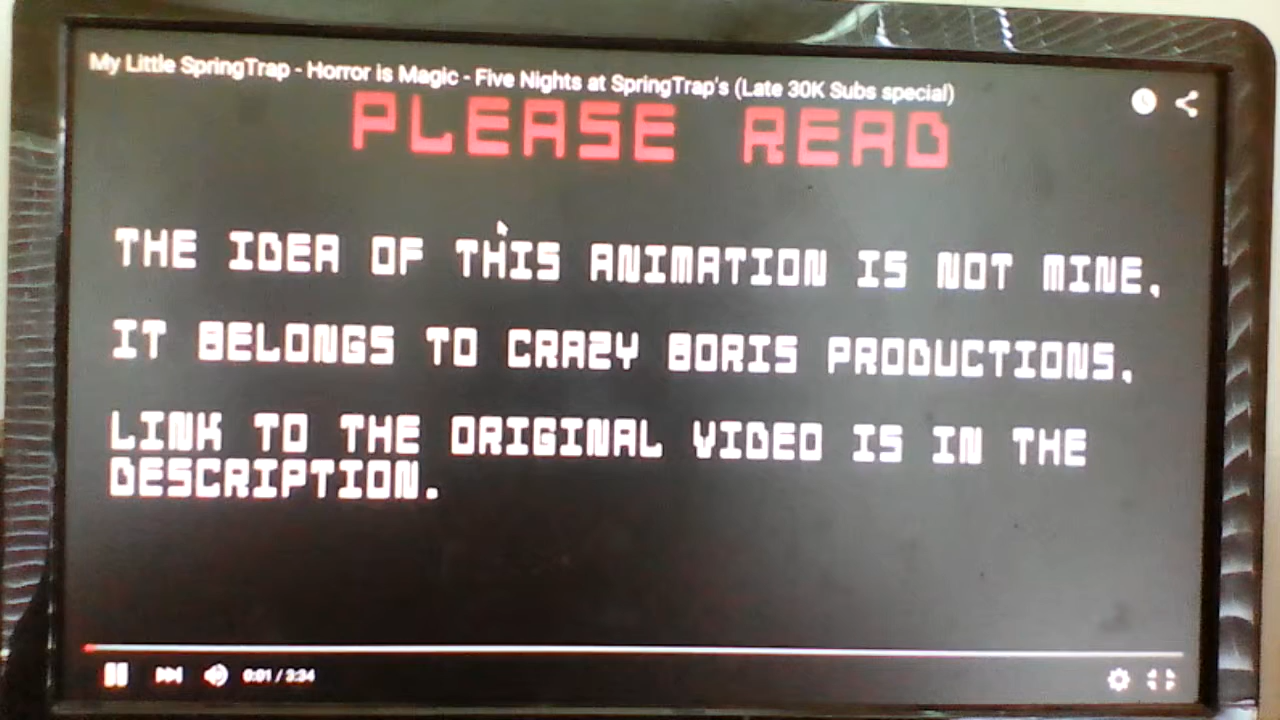 My Little SpringTrap - Horror is Magic - Five Nights at SpringTrap's (Late 30K Subs special)
PLEASE READ
THE IDEA OF THIS ANIMATION IS NOT MINE.
IT BELONGS TO CRAZY BORIS PRODUCTIONS.
LINK TO THE ORIGINAL VIDEO IS IN THE
DESCRIPTION.
0:01 / 3:34